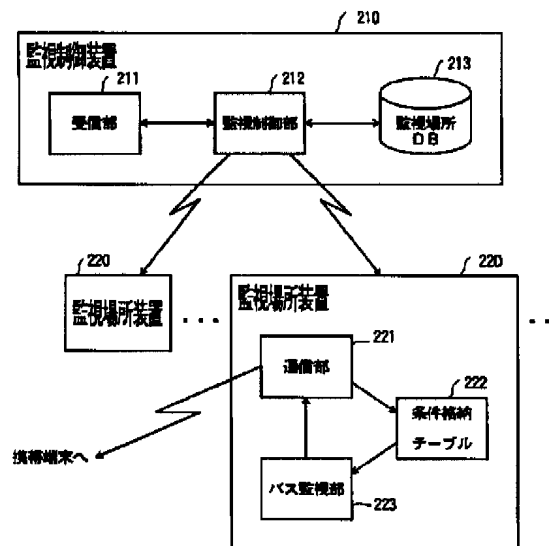 210
監視制御装置
211
212
213
受信部
監視制御部
監視場所
DB
220
220
監視場所装置
・・・
監視場所装置
・・
221
通信部
222
条件格納
テーブル
携帯端末へ
バス監視部
223